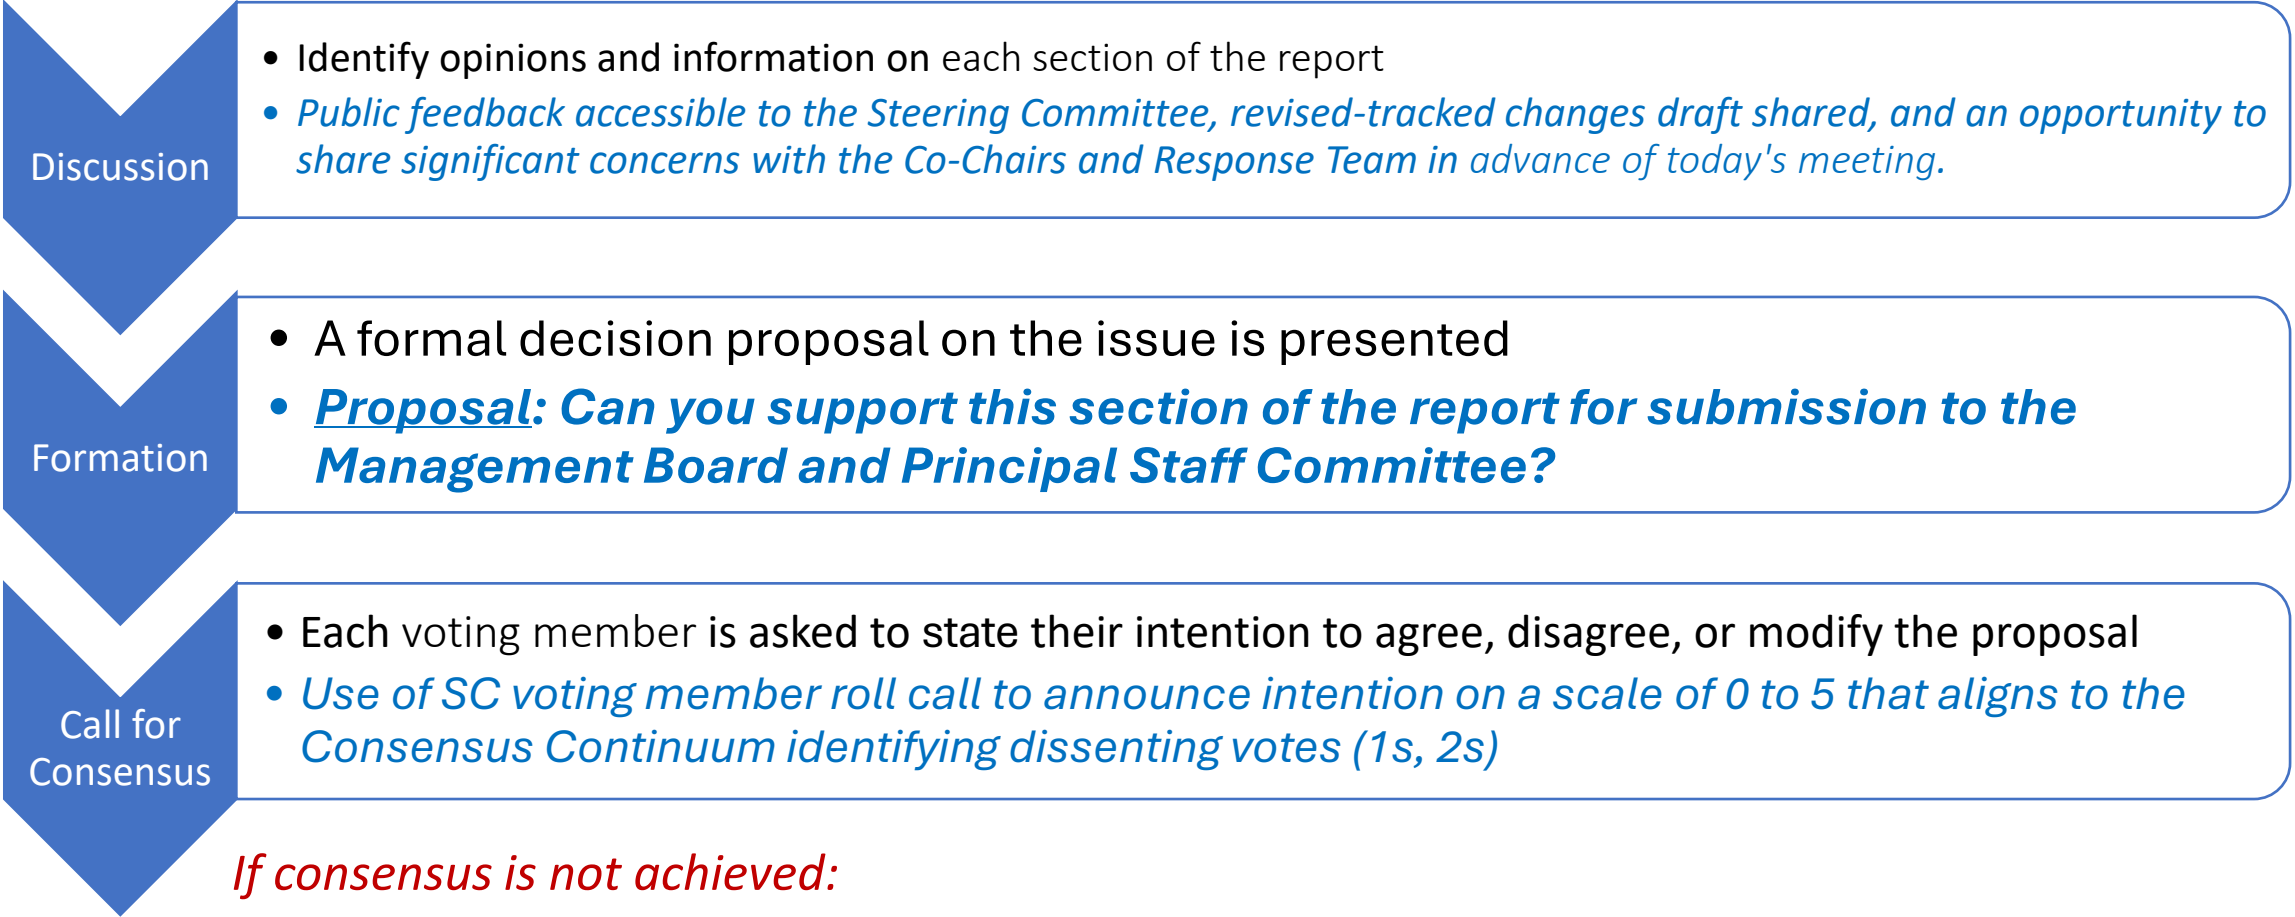 Discussion
• Identify opinions and information on each section of the report
• Public feedback accessible to the Steering Committee, revised-tracked changes draft shared, and an opportunity to
share significant concerns with the Co-Chairs and Response Team in advance of today's meeting.
Formation
• A formal decision proposal on the issue is presented
• Proposal: Can you support this section of the report for submission to the
Management Board and Principal Staff Committee?
Call for
Consensus
• Each voting member is asked to state their intention to agree, disagree, or modify the proposal
• Use of SC voting member roll call to announce intention on a scale of 0 to 5 that aligns to the
Consensus Continuum identifying dissenting votes (1s, 2s)
If consensus is not achieved: